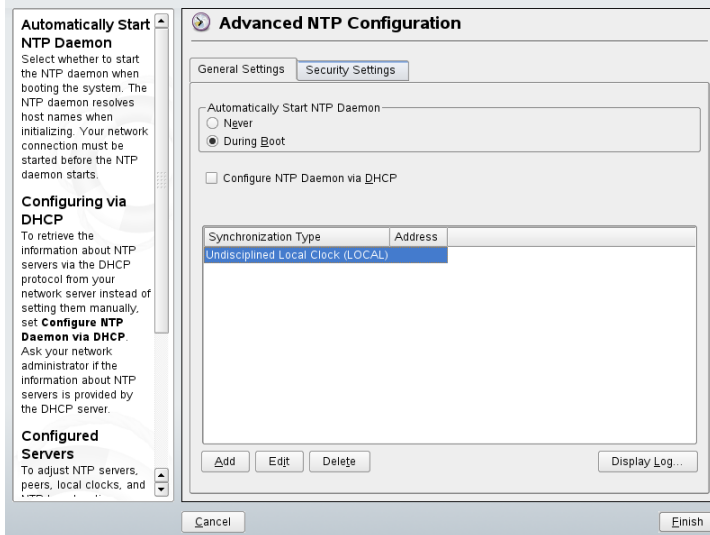 Automatically Start
NTP Daemon
Select whether to start
the NTP daemon when
booting the system. The
NTP daemon resolves
host names when
initializing. Your network
connection must be
started before the NTP
daemon starts.
Configuring via
DHCP
To retrieve the
information about NTP
servers via the DHCP
protocol from your
network server instead of
setting them manually,
set Configure NTP
Daemon via DHCP.
Ask your network
administrator if the
information about NTP
servers is provided by
the DHCP server.
Configured
Servers
To adjust NTP servers,
peers, local clocks, and
Advanced NTP Configuration
General Settings Security Settings
Automatically Start NTP Daemon
Never
During Boot
Configure NTP Daemon via DHCP
Synchronization Type Address
Undisciplined Local Clock (LOCAL)
Add Edit Delete Display Log...
Cancel Finish